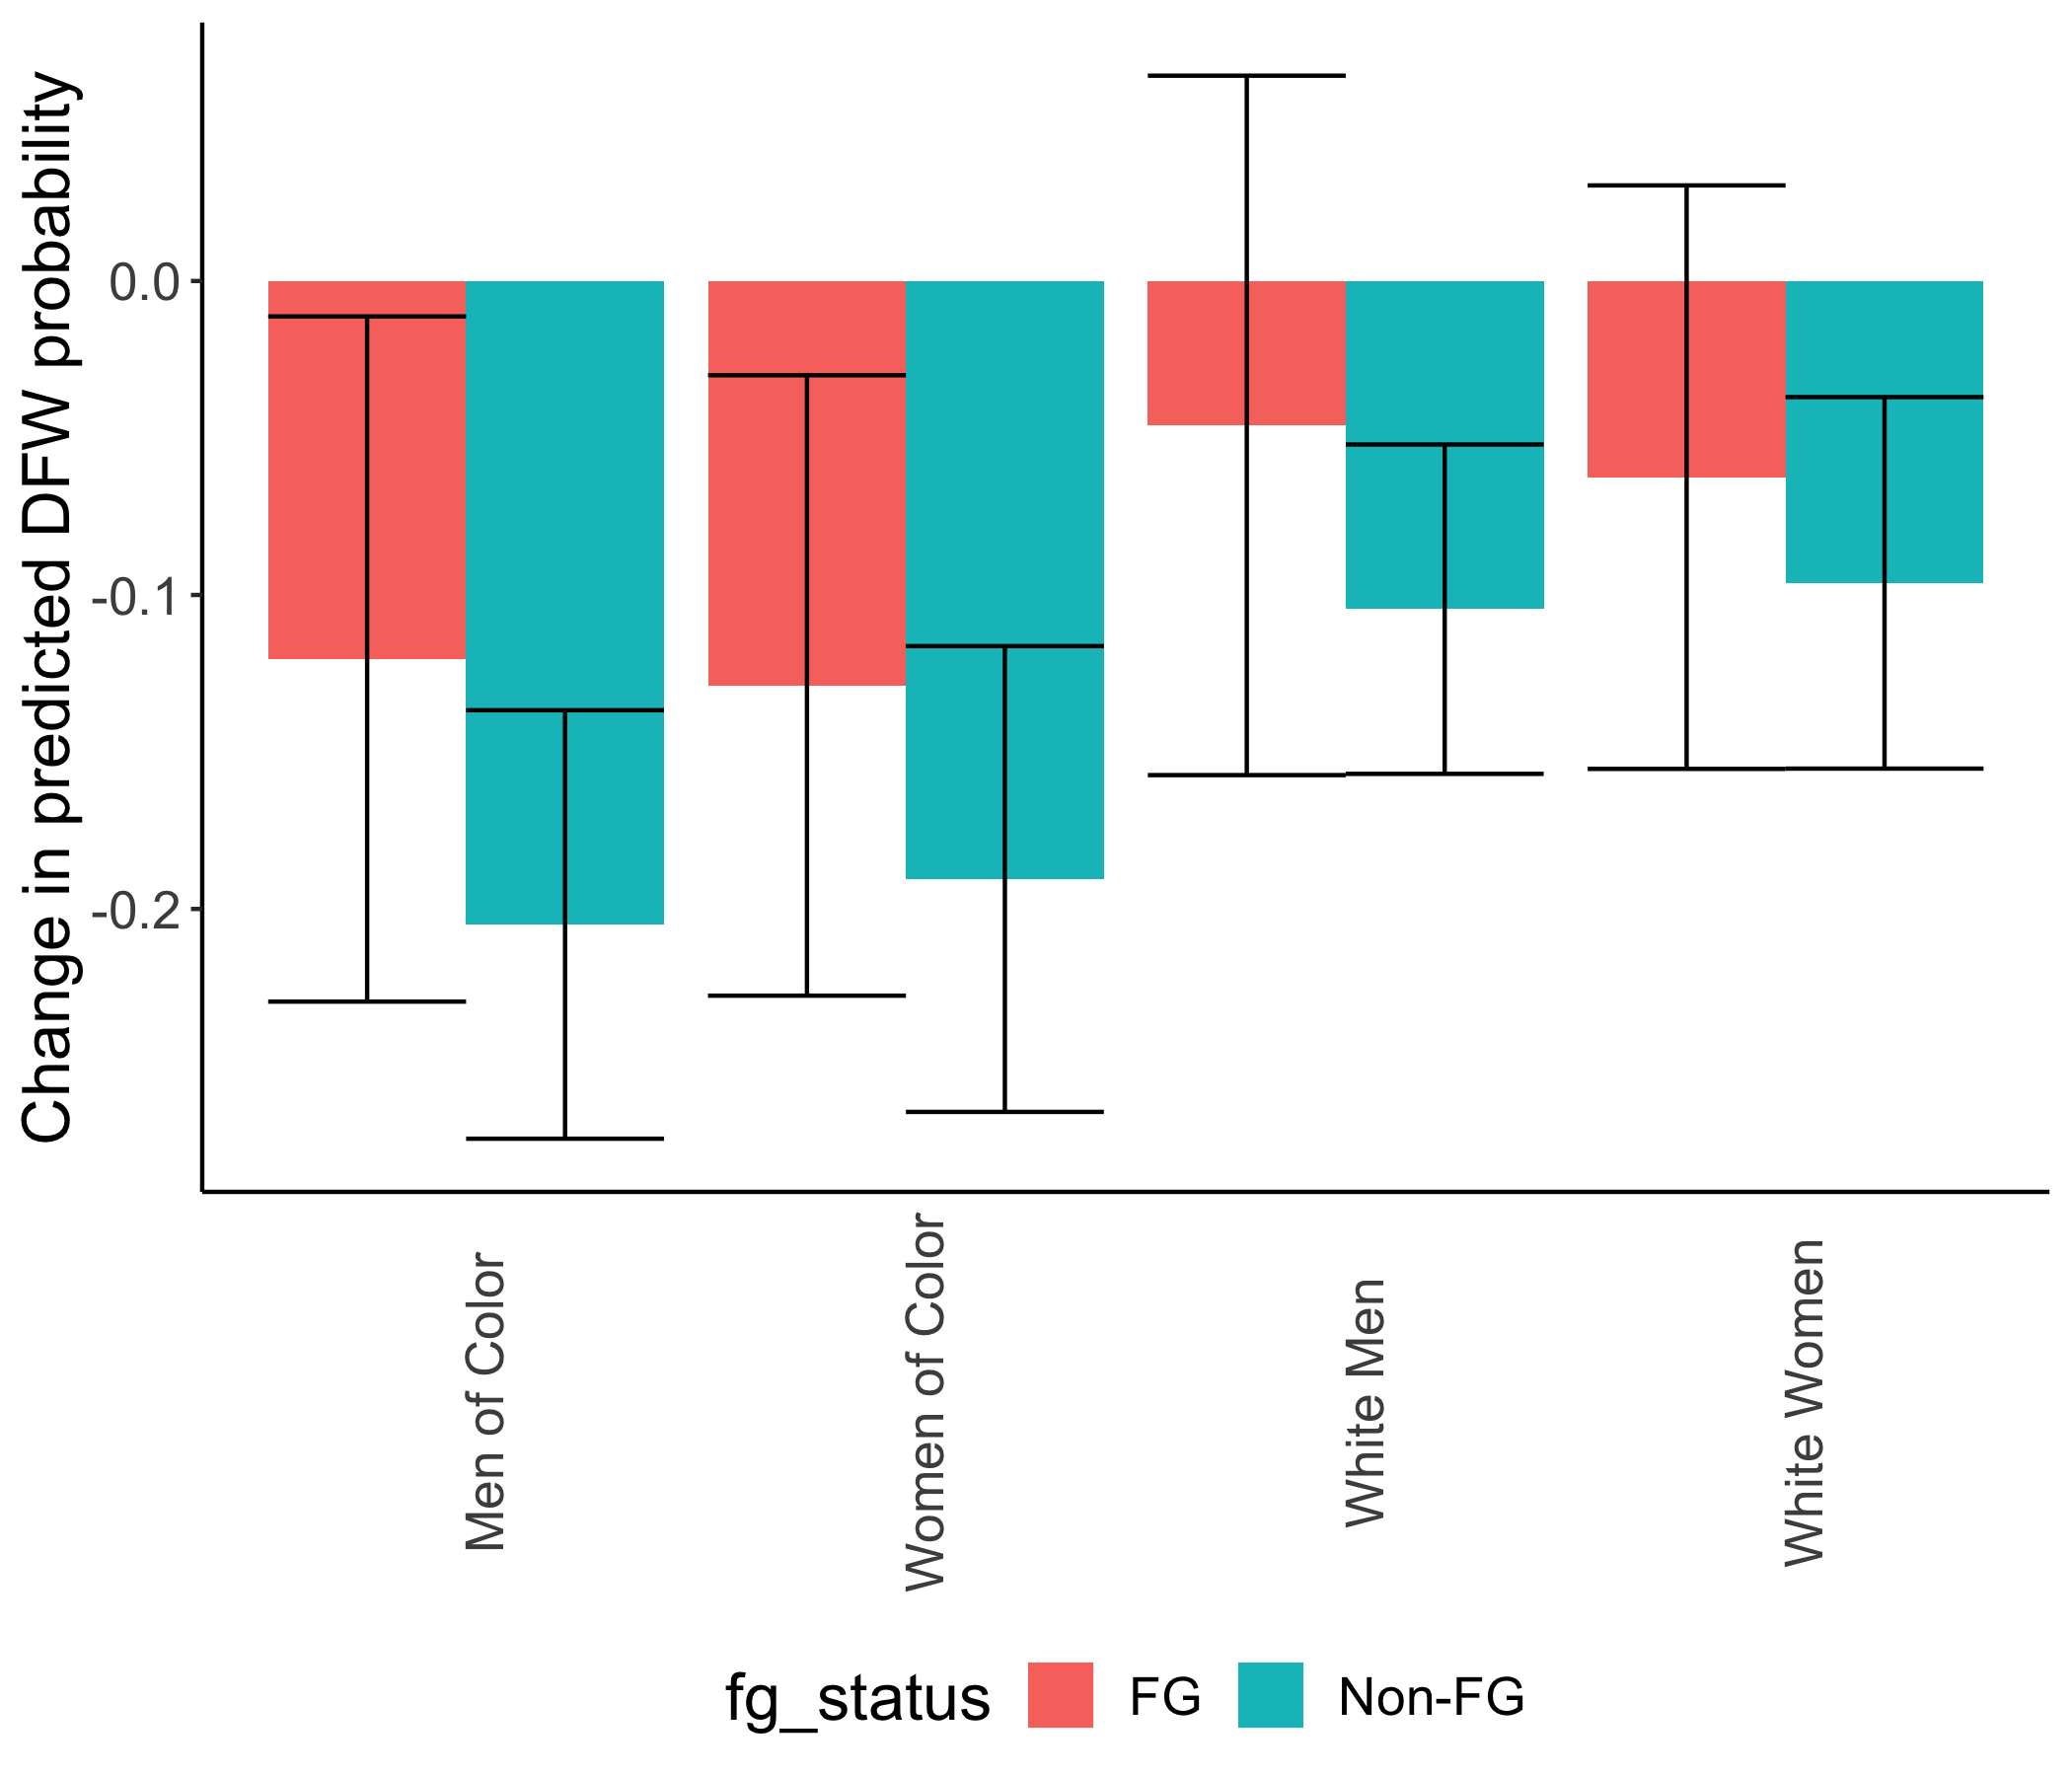 Change in predicted DFW probability
0.0
-0.1
-0.2
Men of Color
Women of Color
White Men
White Women
fg_status FG Non-FG